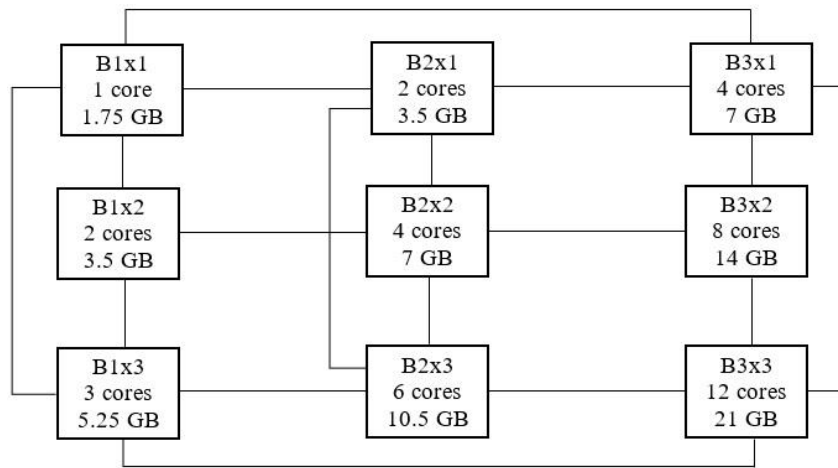 B1x1
1 core
1.75 GB
B2x1
2 cores
3.5 GB
B3x1
4 cores
7 GB
B1x2
2 cores
3.5 GB
B2x2
4 cores
7 GB
B3x2
8 cores
14 GB
B1x3
3 cores
5.25 GB
B2x3
6 cores
10.5 GB
B3x3
12 cores
21 GB